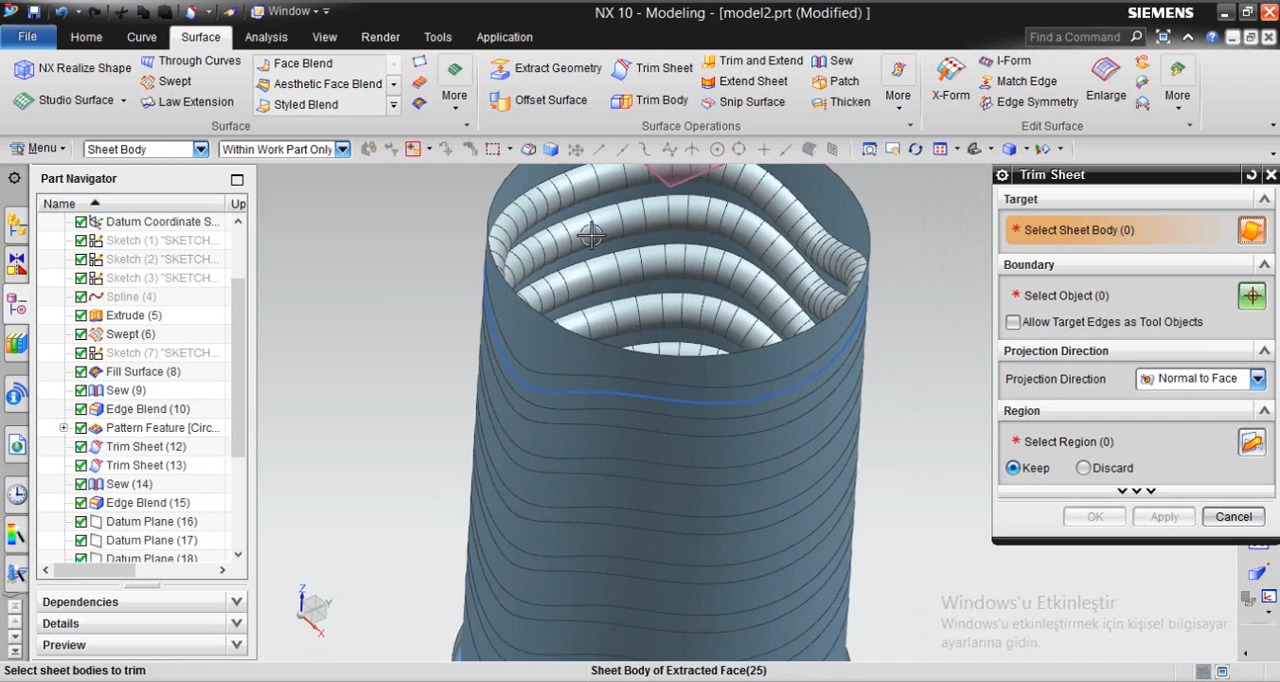 Window
NX 10 - Modeling - [model2.prt (Modified) ]
SIEMENS
File
Home
Curve
Surface
Analysis
View
Render
Tools
Application
Find a Command
NX Realize Shape
Studio Surface
Through Curves
Swept
Law Extension
Face Blend
Aesthetic Face Blend
Styled Blend
More
Surface
Extract Geometry
Offset Surface
Trim Sheet
Trim Body
Trim and Extend
Extend Sheet
Snip Surface
Sew
Patch
Thicken
More
Surface Operations
X-Form
I-Form
Match Edge
Edge Symmetry
Enlarge
More
Edit Surface
Menu
Sheet Body
Within Work Part Only
Part Navigator
Name
Up
Datum Coordinate S...
Sketch (1) "SKETCH...
Sketch (2) "SKETCH...
Sketch (3) "SKETCH...
Spline (4)
Extrude (5)
Swept (6)
Sketch (7) "SKETCH...
Fill Surface (8)
Sew (9)
Edge Blend (10)
Pattern Feature [Circ...
Trim Sheet (12)
Trim Sheet (13)
Sew (14)
Edge Blend (15)
Datum Plane (16)
Datum Plane (17)
Datum Plane (18)
Dependencies
Details
Preview
Z
Y
X
Trim Sheet
Target
* Select Sheet Body (0)
Boundary
* Select Object (0)
Allow Target Edges as Tool Objects
Projection Direction
Projection Direction
Normal to Face
Region
* Select Region (0)
Keep
Discard
OK
Apply
Cancel
Windows'u Etkinleştir
Windows'u etkinleştirmek için kişisel bilgisayar
ayarlarına gidin.
Select sheet bodies to trim
Sheet Body of Extracted Face(25)